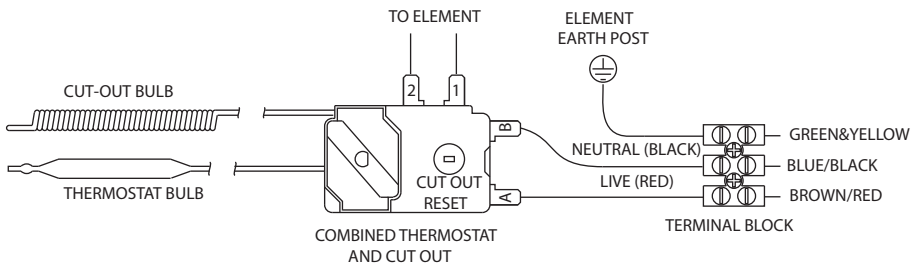 TO ELEMENT
ELEMENT
EARTH POST
CUT-OUT BULB
2
1
B
GREEN&YELLOW
NEUTRAL (BLACK)
BLUE/BLACK
THERMOSTAT BULB
CUT OUT
RESET
LIVE (RED)
A
BROWN/RED
TERMINAL BLOCK
COMBINED THERMOSTAT
AND CUT OUT